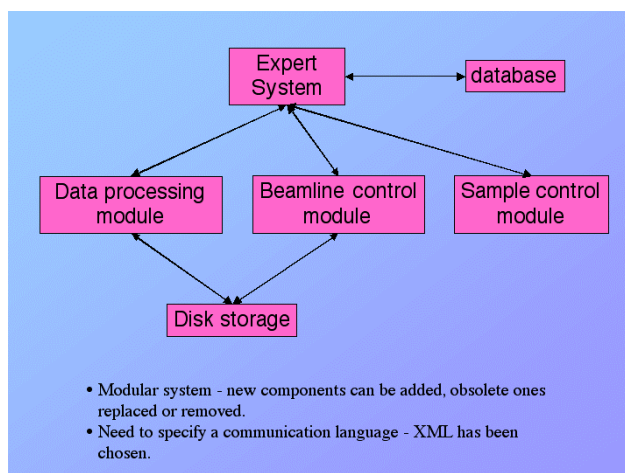 Expert
System
database
Data processing
module
Beamline control
module
Sample control
module
Disk storage
• Modular system - new components can be added, obsolete ones
replaced or removed.
• Need to specify a communication language - XML has been
chosen.